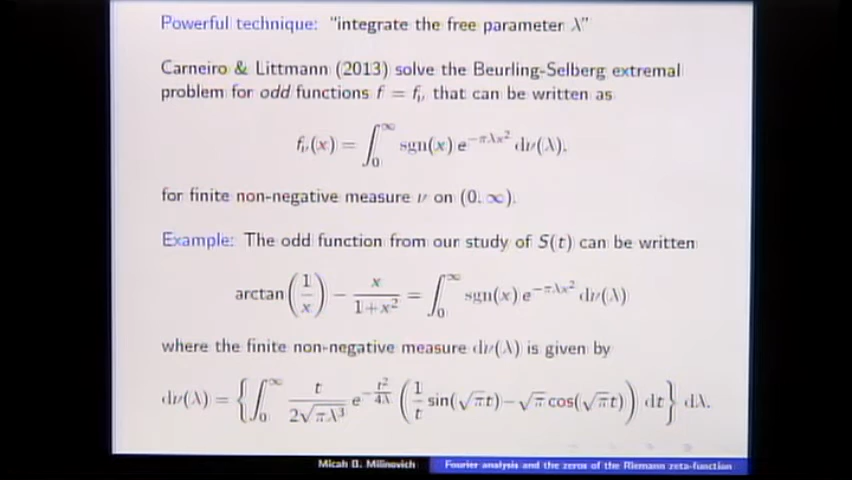 Powerful technique: "integrate the free parameter λ"
Carneiro & Littmann (2013) solve the Beurling-Selberg extremal
problem for odd functions f = f_ν that can be written as
f_ν(x) = ∫_0^∞ sgn(x) e^{-πλx²} dν(λ).
for finite non-negative measure ν on (0, ∞).
Example: The odd function from our study of S(t) can be written
arctan(1/x) − x/(1+x²) = ∫_0^∞ sgn(x) e^{-πλx²} dν(λ)
where the finite non-negative measure dν(λ) is given by
dν(λ) = {∫_0^∞ t/(2√(πλ³)) e^{-t²/(4λ)} (1/t sin(√π t) − √π cos(√π t)) dt} dλ.
Micah B. Milinovich Fourier analysis and the zeros of the Riemann zeta-function